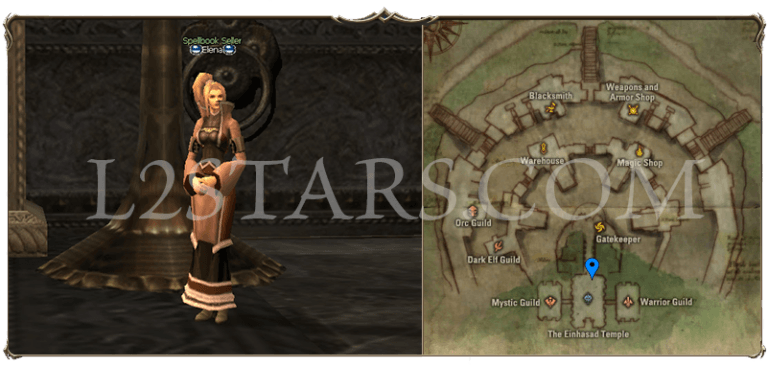 Spellbook Seller
Elena
L2STARS.COM
Blacksmith
Weapons and
Armor Shop
Warehouse
Magic Shop
Orc Guild
Gatekeeper
Dark Elf Guild
Mystic Guild
Warrior Guild
The Einhasad Temple